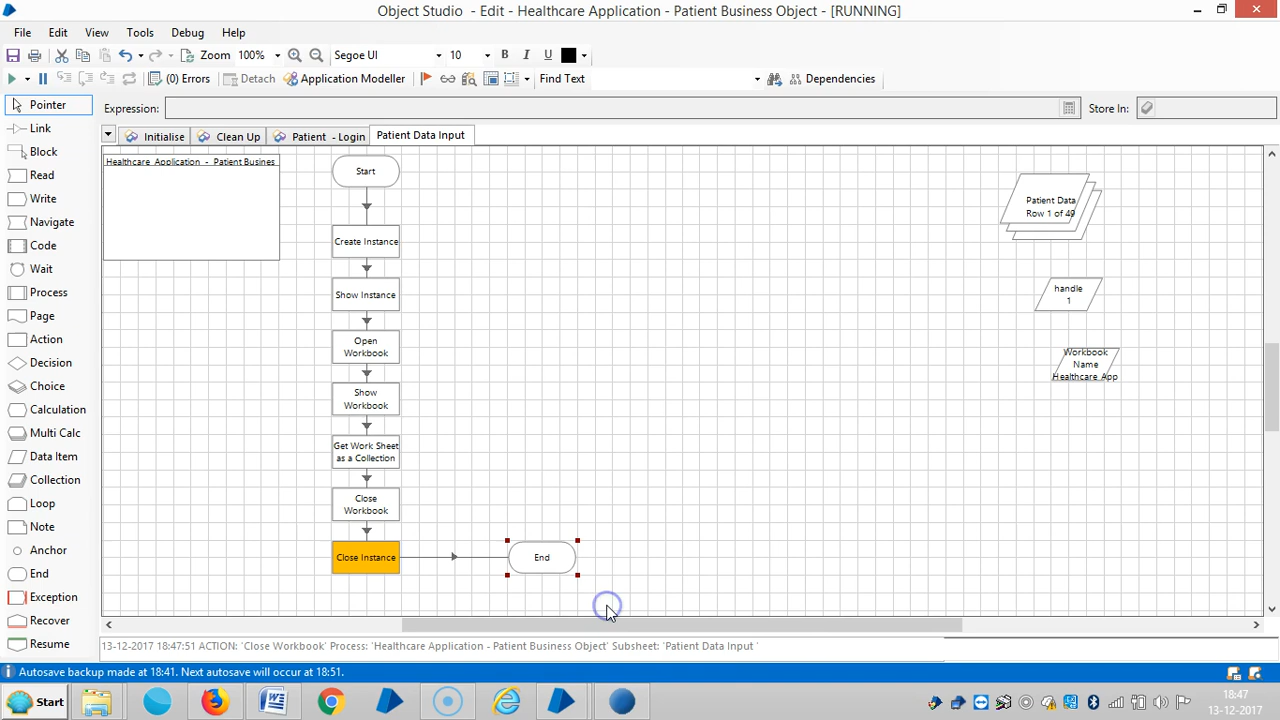 Object Studio - Edit - Healthcare Application - Patient Business Object - [RUNNING]
File Edit View Tools Debug Help
Zoom 100% Segoe UI 10 B I U
(0) Errors Detach Application Modeller Find Text Dependencies
Pointer Expression: Store In:
Link
Initialise Clean Up Patient - Login Patient Data Input
Block
Read
Write
Navigate
Code
Wait
Process
Page
Action
Decision
Choice
Calculation
Multi Calc
Data Item
Collection
Loop
Note
Anchor
End
Exception
Recover
Resume
Healthcare Application - Patient Busines
Start
Create Instance
Show Instance
Open
Workbook
Show
Workbook
Get Work Sheet
as a Collection
Close
Workbook
Close Instance
End
Patient Data
Row 1 of 49
handle
1
Workbook
Name
Healthcare App
13-12-2017 18:47:51 ACTION: 'Close Workbook' Process: 'Healthcare Application - Patient Business Object' Subsheet: 'Patient Data Input '
Autosave backup made at 18:41. Next autosave will occur at 18:51.
Start
18:47
13-12-2017